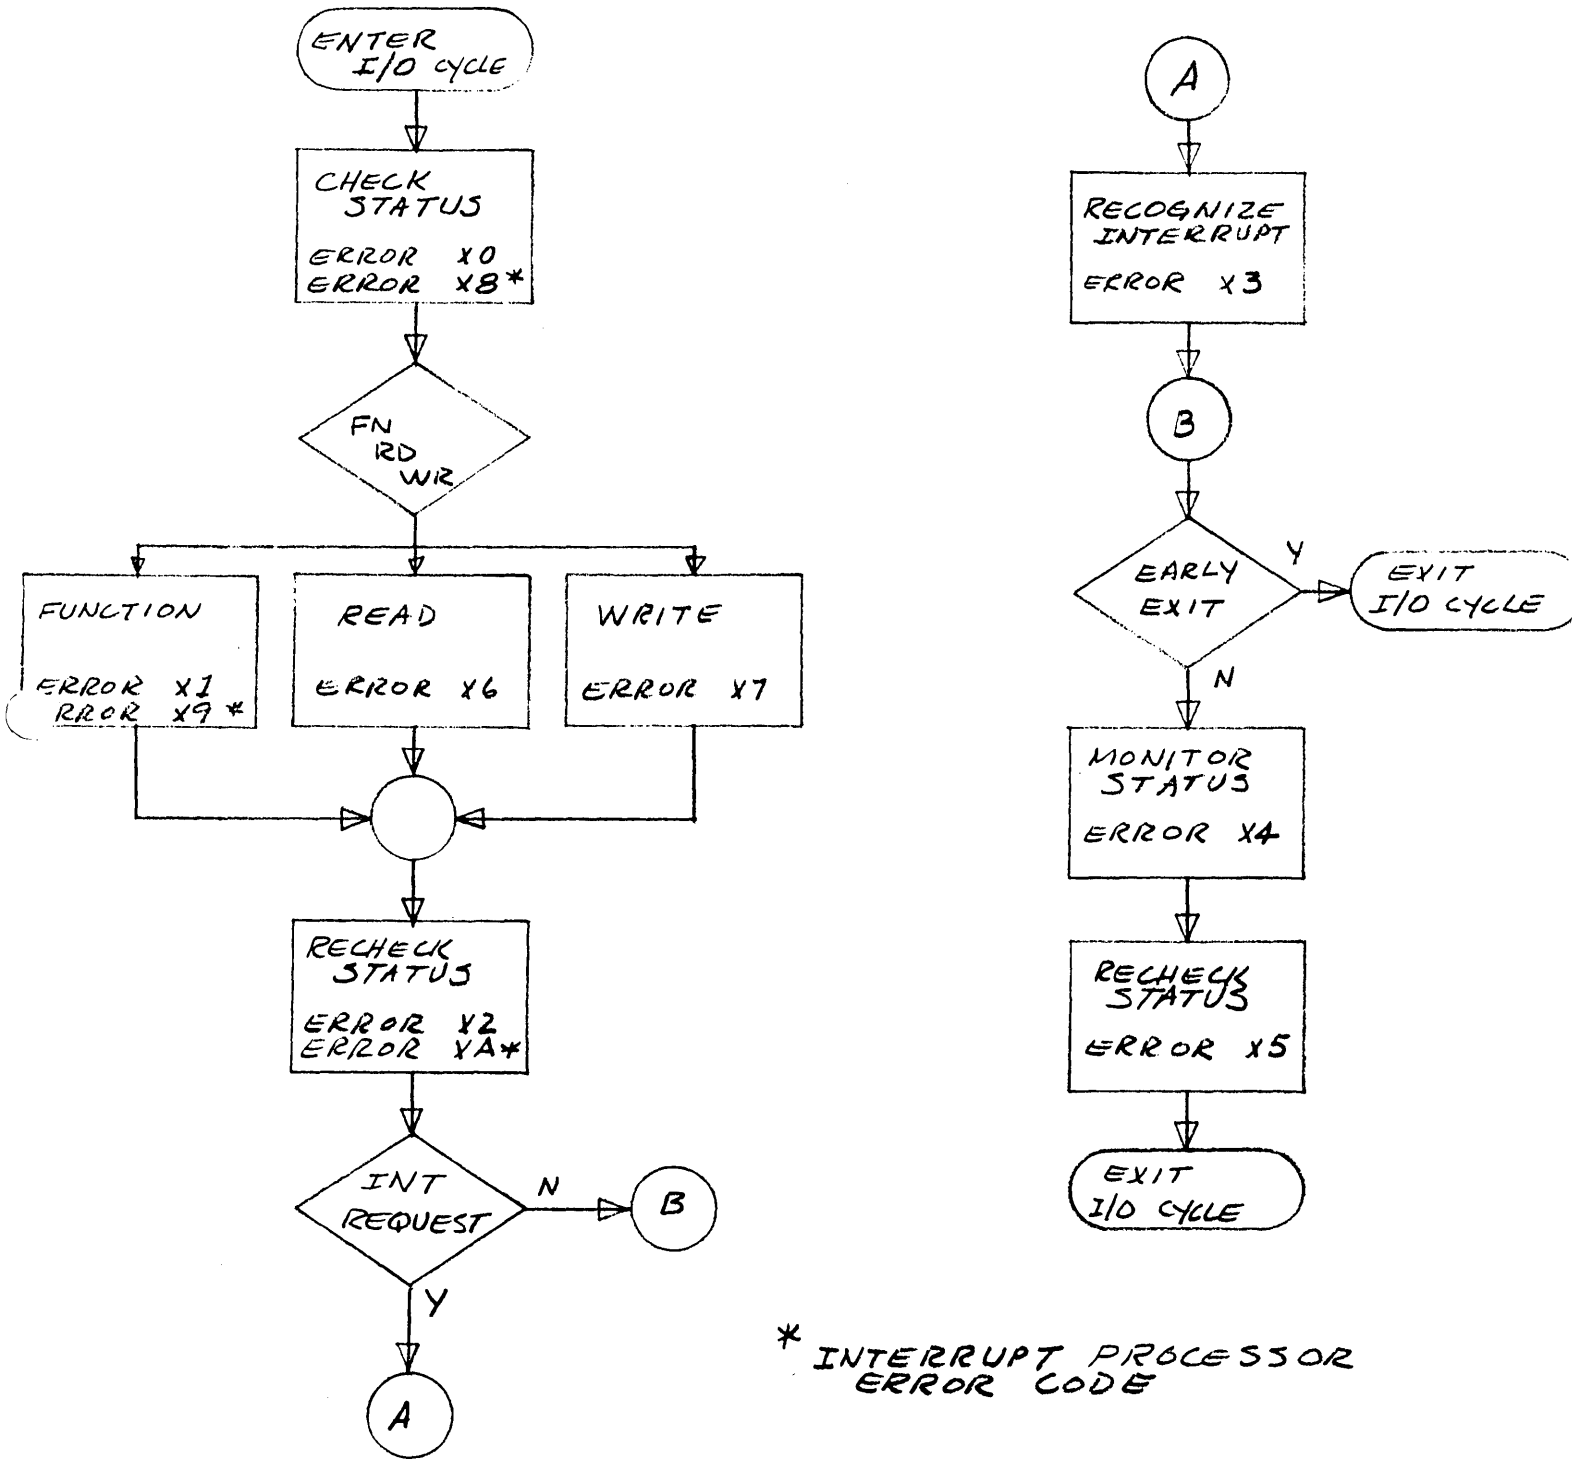 ENTER
I/O CYCLE
CHECK
STATUS
ERROR X0
ERROR X8*
FN
RD
WR
FUNCTION
ERROR X1
RROR X9*
READ
ERROR X6
WRITE
ERROR X7
RECHECK
STATUS
ERROR X2
ERROR XA*
INT
REQUEST
N
B
Y
A
A
RECOGNIZE
INTERRUPT
ERROR X3
B
EARLY
EXIT
Y
EXIT
I/O CYCLE
N
MONITOR
STATUS
ERROR X4
RECHECK
STATUS
ERROR X5
EXIT
I/O CYCLE
* INTERRUPT PROCESSOR
ERROR CODE